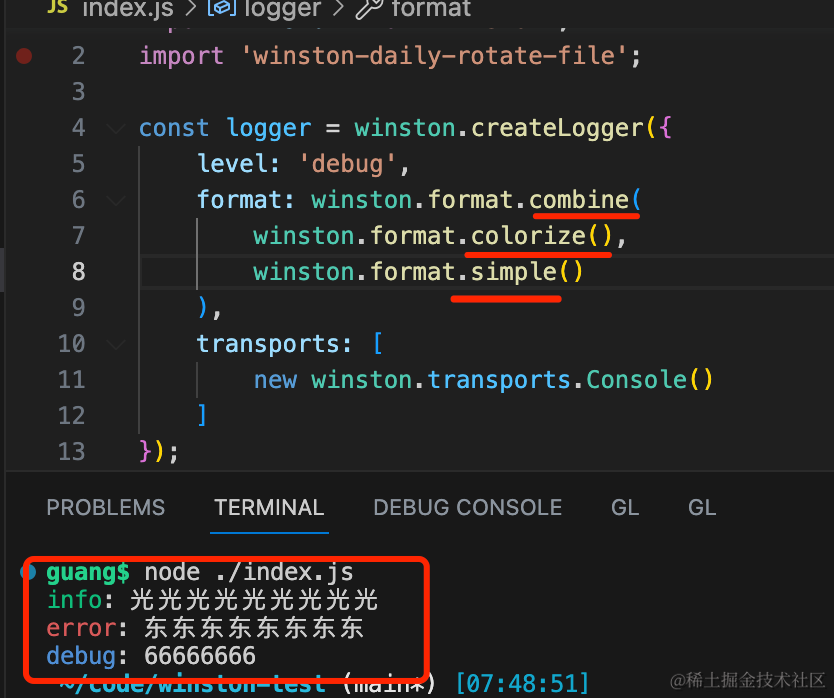 JS index.js > logger > format
2 import 'winston-daily-rotate-file';
3
4 const logger = winston.createLogger({
5 level: 'debug',
6 format: winston.format.combine(
7 winston.format.colorize(),
8 winston.format.simple()
9 ),
10 transports: [
11 new winston.transports.Console()
12 ]
13 });
PROBLEMS TERMINAL DEBUG CONSOLE GL GL
guang$ node ./index.js
info: 光光光光光光光光光
error: 东东东东东东东东
debug: 66666666
~/code/winston-test (main*) [07:48:51]
@稀土掘金技术社区